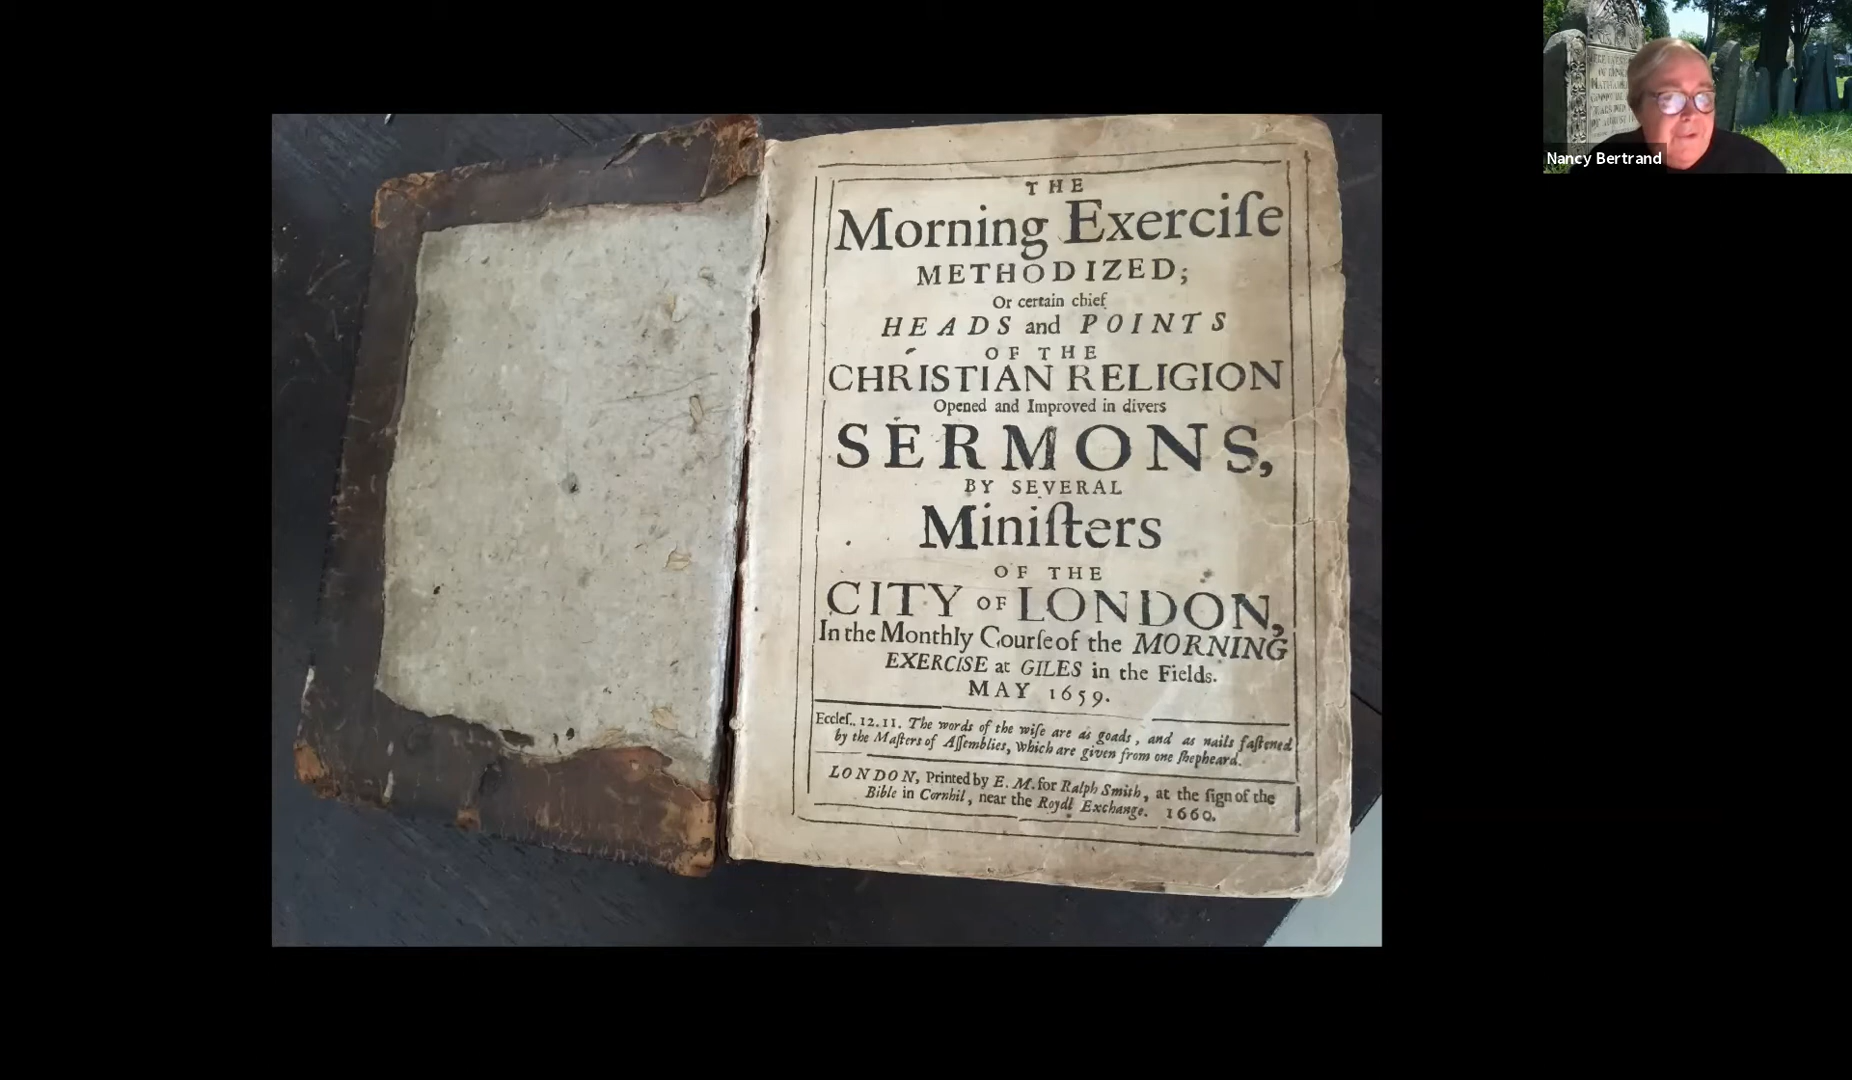 THE
Morning Exerciſe
METHODIZED;
Or certain chief
HEADS and POINTS
OF THE
CHRISTIAN RELIGION
Opened and Improved in divers
SERMONS,
BY SEVERAL
Miniſters
OF THE
CITY OF LONDON,
In the Monthly Courſe of the MORNING
EXERCISE at GILES in the Fields.
MAY 1659.
Eccleſ. 12.11. The words of the wiſe are as goads, and as nails faſtened
by the Maſters of Aſſemblies, which are given from one ſhepheard.
LONDON, Printed by E. M. for Ralph Smith, at the ſign of the
Bible in Cornhil, near the Royal Exchange. 1660.
Nancy Bertrand